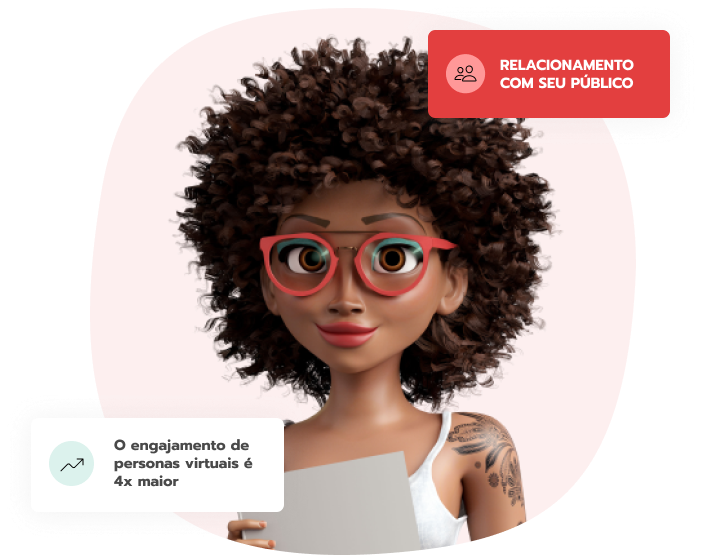 RELACIONAMENTO
COM SEU PÚBLICO
O engajamento de
personas virtuais é
4x maior